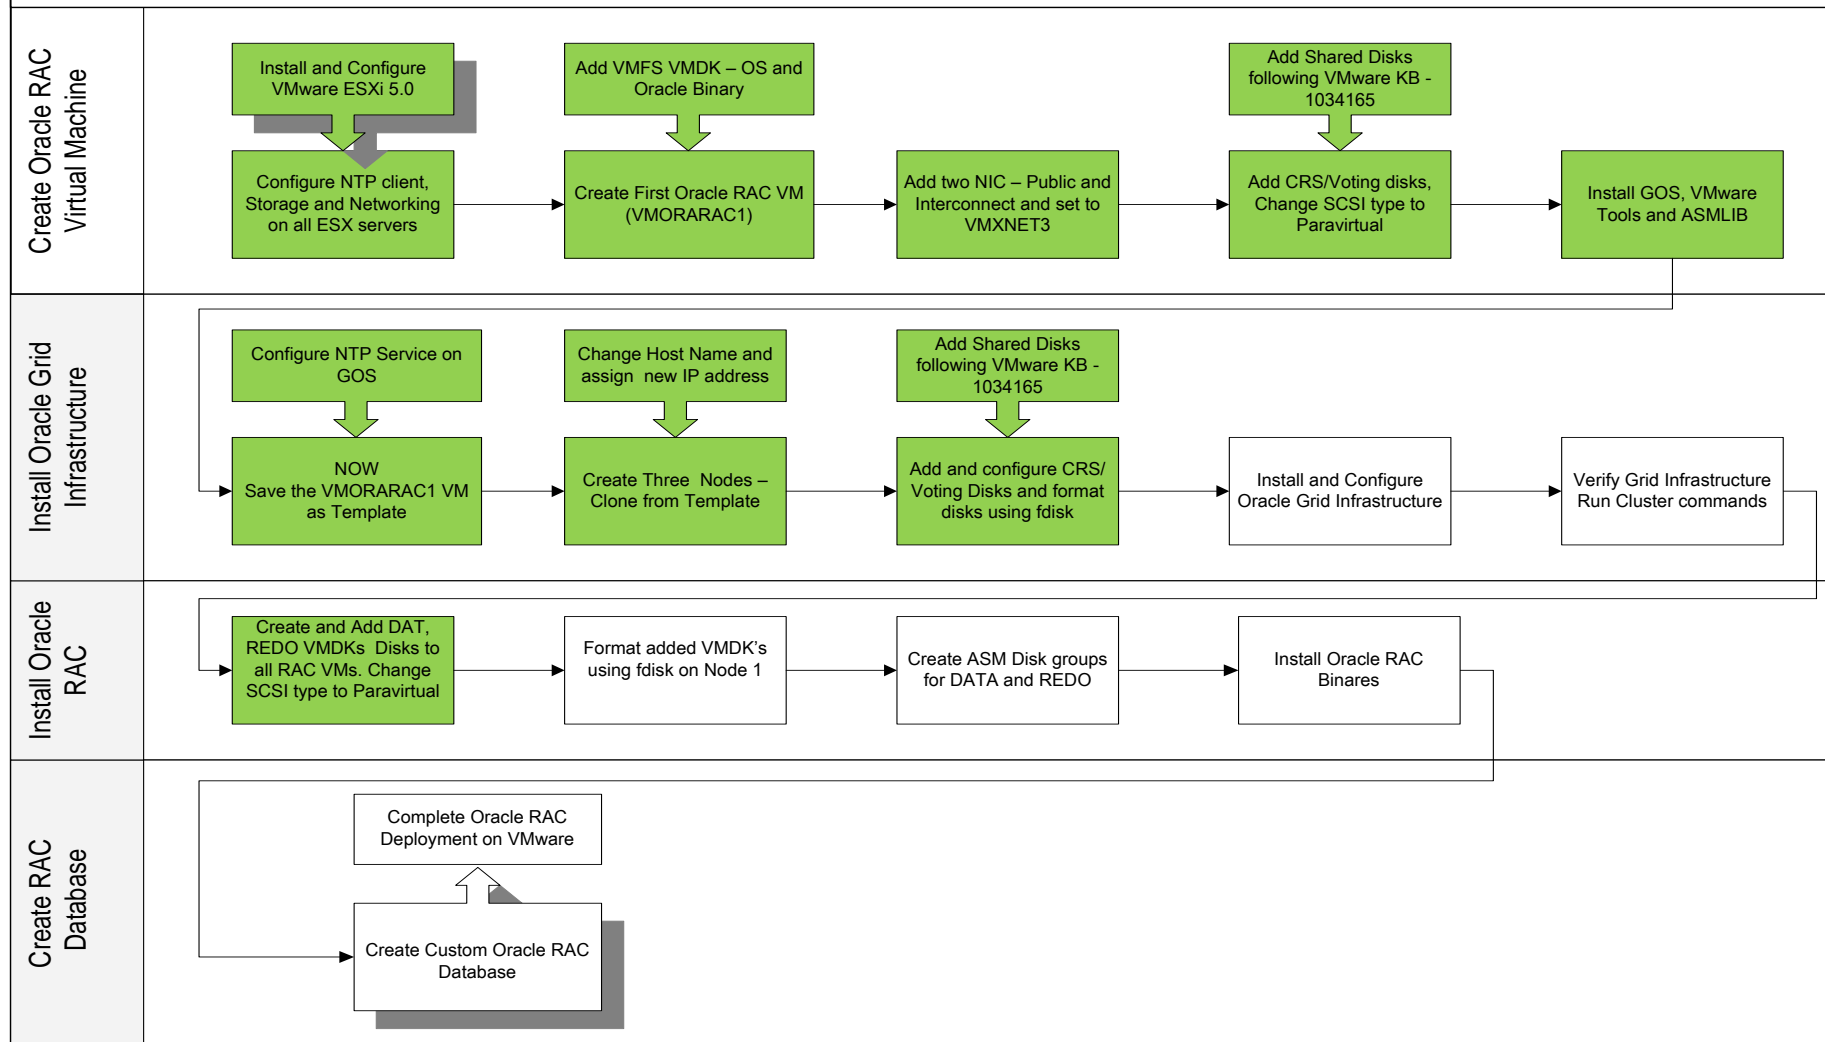 Create Oracle RAC
Virtual Machine
Install and Configure
VMware ESXi 5.0
Add VMFS VMDK – OS and
Oracle Binary
Add Shared Disks
following VMware KB -
1034165
Configure NTP client,
Storage and Networking
on all ESX servers
Create First Oracle RAC VM
(VMORARAC1)
Add two NIC – Public and
Interconnect and set to
VMXNET3
Add CRS/Voting disks,
Change SCSI type to
Paravirtual
Install GOS, VMware
Tools and ASMLIB
Install Oracle Grid
Infrastructure
Configure NTP Service on
GOS
Change Host Name and
assign new IP address
Add Shared Disks
following VMware KB -
1034165
NOW
Save the VMORARAC1 VM
as Template
Create Three Nodes –
Clone from Template
Add and configure CRS/
Voting Disks and format
disks using fdisk
Install and Configure
Oracle Grid Infrastructure
Verify Grid Infrastructure
Run Cluster commands
Install Oracle
RAC
Create and Add DAT,
REDO VMDKs Disks to
all RAC VMs. Change
SCSI type to Paravirtual
Format added VMDK's
using fdisk on Node 1
Create ASM Disk groups
for DATA and REDO
Install Oracle RAC
Binares
Create RAC
Database
Complete Oracle RAC
Deployment on VMware
Create Custom Oracle RAC
Database